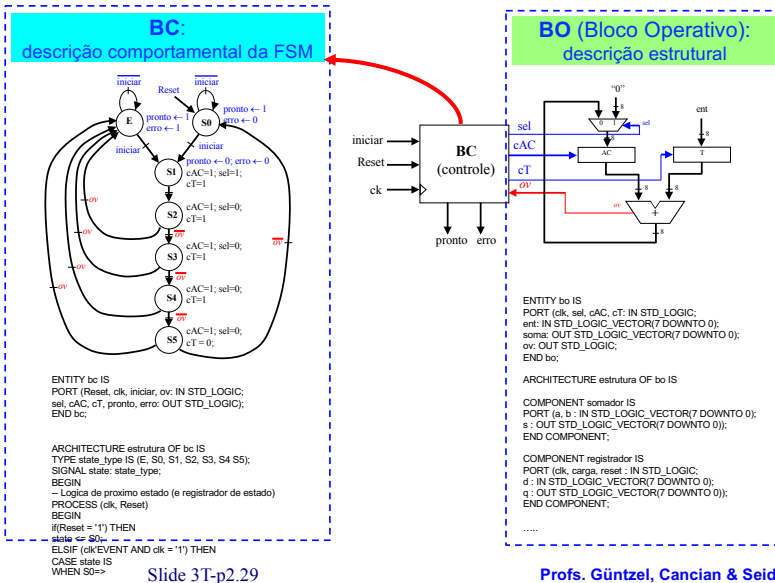 BC:
descrição comportamental da FSM
iniciar
iniciar
Reset
pronto ← 1
erro ← 1
E
S0
pronto ← 1
erro ← 0
iniciar
iniciar
pronto ← 0; erro ← 0
S1
cAC=1; sel=1;
cT=1
ov
S2
cAC=1; sel=0;
cT=1
ov
ov
ov
S3
cAC=1; sel=0;
cT=1
ov
ov
S4
cAC=1; sel=0;
cT=1
ov
ov
S5
cAC=1; sel=0;
cT = 0;
ENTITY bc IS
PORT (Reset, clk, iniciar, ov: IN STD_LOGIC;
sel, cAC, cT, pronto, erro: OUT STD_LOGIC);
END bc;
ARCHITECTURE estrutura OF bc IS
TYPE state_type IS (E, S0, S1, S2, S3, S4 S5);
SIGNAL state: state_type;
BEGIN
-- Logica de proximo estado (e registrador de estado)
PROCESS (clk, Reset)
BEGIN
if(Reset = '1') THEN
state <= S0;
ELSIF (clk'EVENT AND clk = '1') THEN
CASE state IS
WHEN S0=>
iniciar
Reset
ck
BC
(controle)
pronto erro
sel
cAC
cT
ov
BO (Bloco Operativo):
descrição estrutural
“0”
8
ent
0 1
sel
8
8
AC
T
8
8
ov
+
8
ENTITY bo IS
PORT (clk, sel, cAC, cT: IN STD_LOGIC;
ent: IN STD_LOGIC_VECTOR(7 DOWNTO 0);
soma: OUT STD_LOGIC_VECTOR(7 DOWNTO 0);
ov: OUT STD_LOGIC;
END bo;
ARCHITECTURE estrutura OF bo IS
COMPONENT somador IS
PORT (a, b : IN STD_LOGIC_VECTOR(7 DOWNTO 0);
s : OUT STD_LOGIC_VECTOR(7 DOWNTO 0));
END COMPONENT;
COMPONENT registrador IS
PORT (clk, carga, reset : IN STD_LOGIC;
d : IN STD_LOGIC_VECTOR(7 DOWNTO 0);
q : OUT STD_LOGIC_VECTOR(7 DOWNTO 0));
END COMPONENT;
.....
Slide 3T-p2.29
Profs. Güntzel, Cancian & Seid